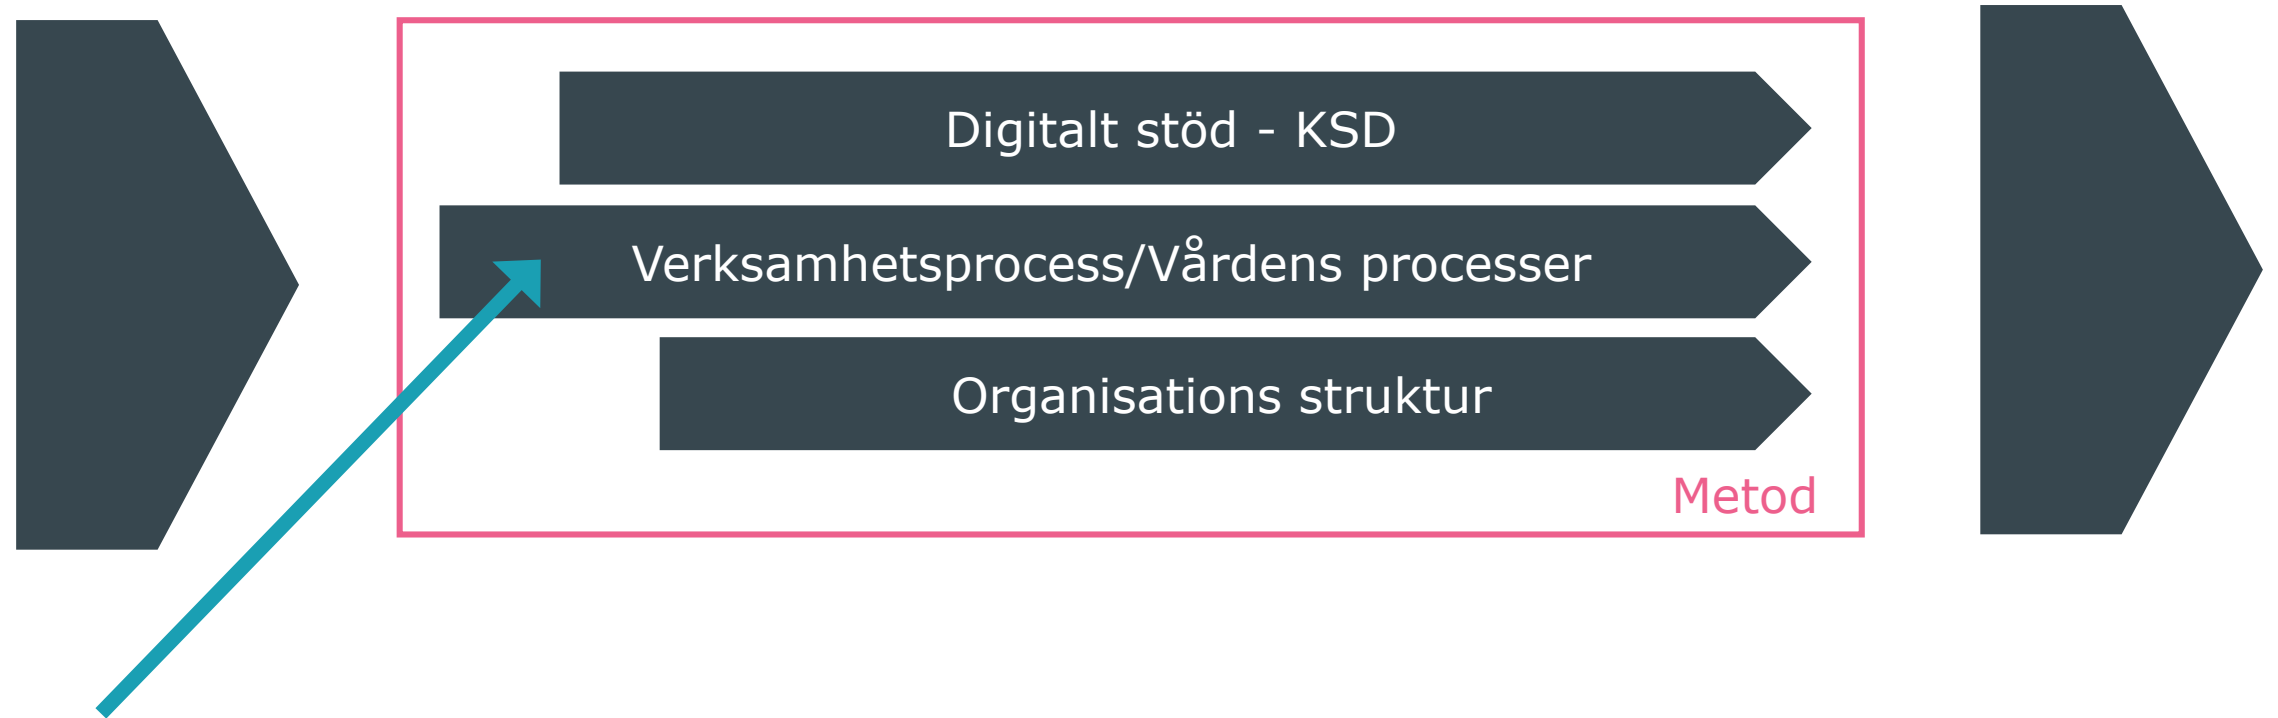 Digitalt stöd - KSD
Verksamhetsprocess/Vårdens processer
Organisations struktur
Metod